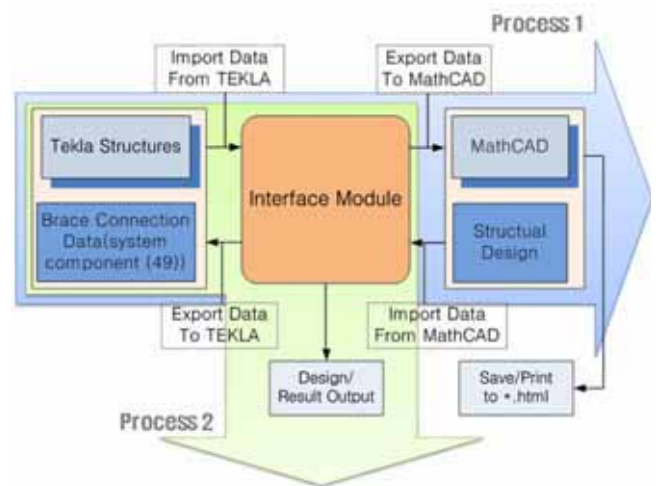 Process 1
Import Data
From TEKLA
Export Data
To MathCAD
Tekla Structures
Interface Module
MathCAD
Brace Connection
Data(system
component (49))
Structual
Design
Export Data
To TEKLA
Import Data
From MathCAD
Design/
Result Output
Save/Print
to *.html
Process 2